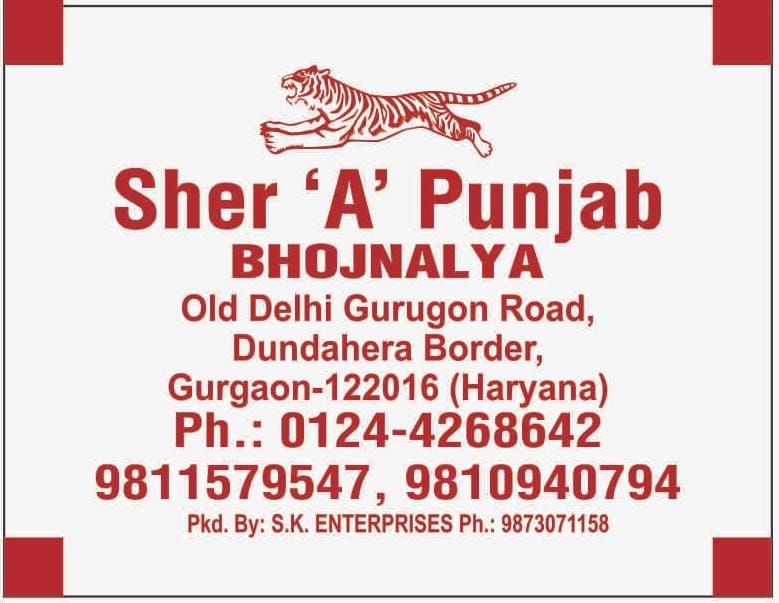 Sher ‘A’ Punjab
BHOJNALYA
Old Delhi Gurugon Road,
Dundahera Border,
Gurgaon-122016 (Haryana)
Ph.: 0124-4268642
9811579547, 9810940794
Pkd. By: S.K. ENTERPRISES Ph.: 9873071158